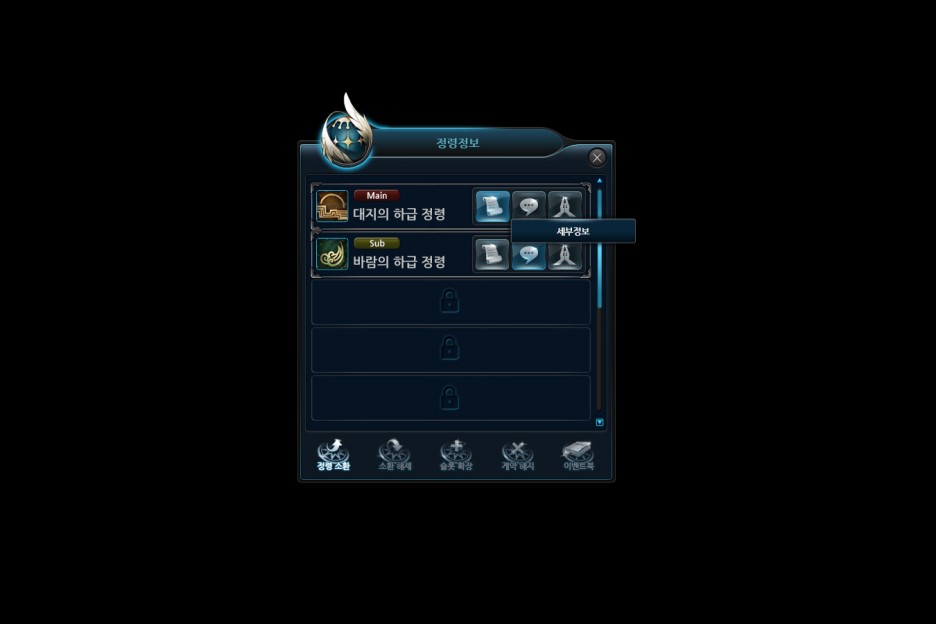 정령정보
Main
대지의 하급 정령
세부정보
Sub
바람의 하급 정령
정령 소환
소환 해제
슬롯 확장
계약 해지
이벤트북